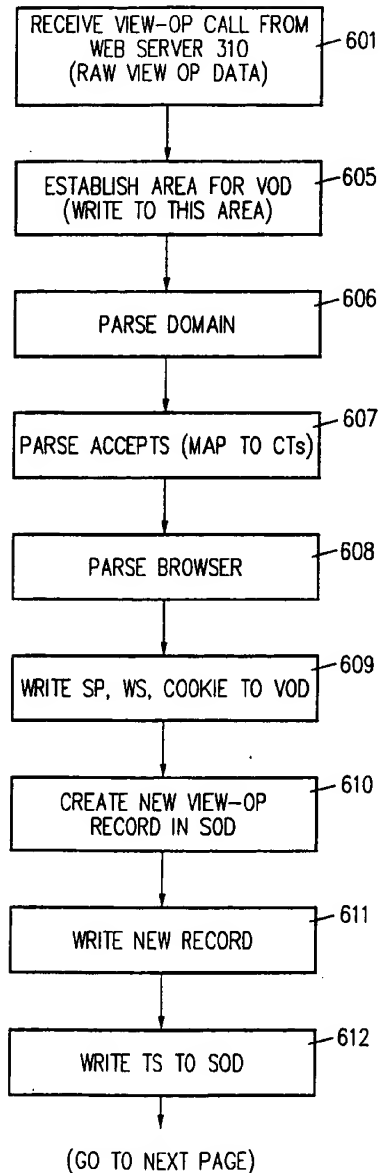 RECEIVE VIEW-OP CALL FROM
WEB SERVER 310
(RAW VIEW OP DATA)
601
ESTABLISH AREA FOR VOD
(WRITE TO THIS AREA)
605
PARSE DOMAIN
606
PARSE ACCEPTS (MAP TO CTs)
607
PARSE BROWSER
608
WRITE SP, WS, COOKIE TO VOD
609
CREATE NEW VIEW-OP
RECORD IN SOD
610
WRITE NEW RECORD
611
WRITE TS TO SOD
612
(GO TO NEXT PAGE)